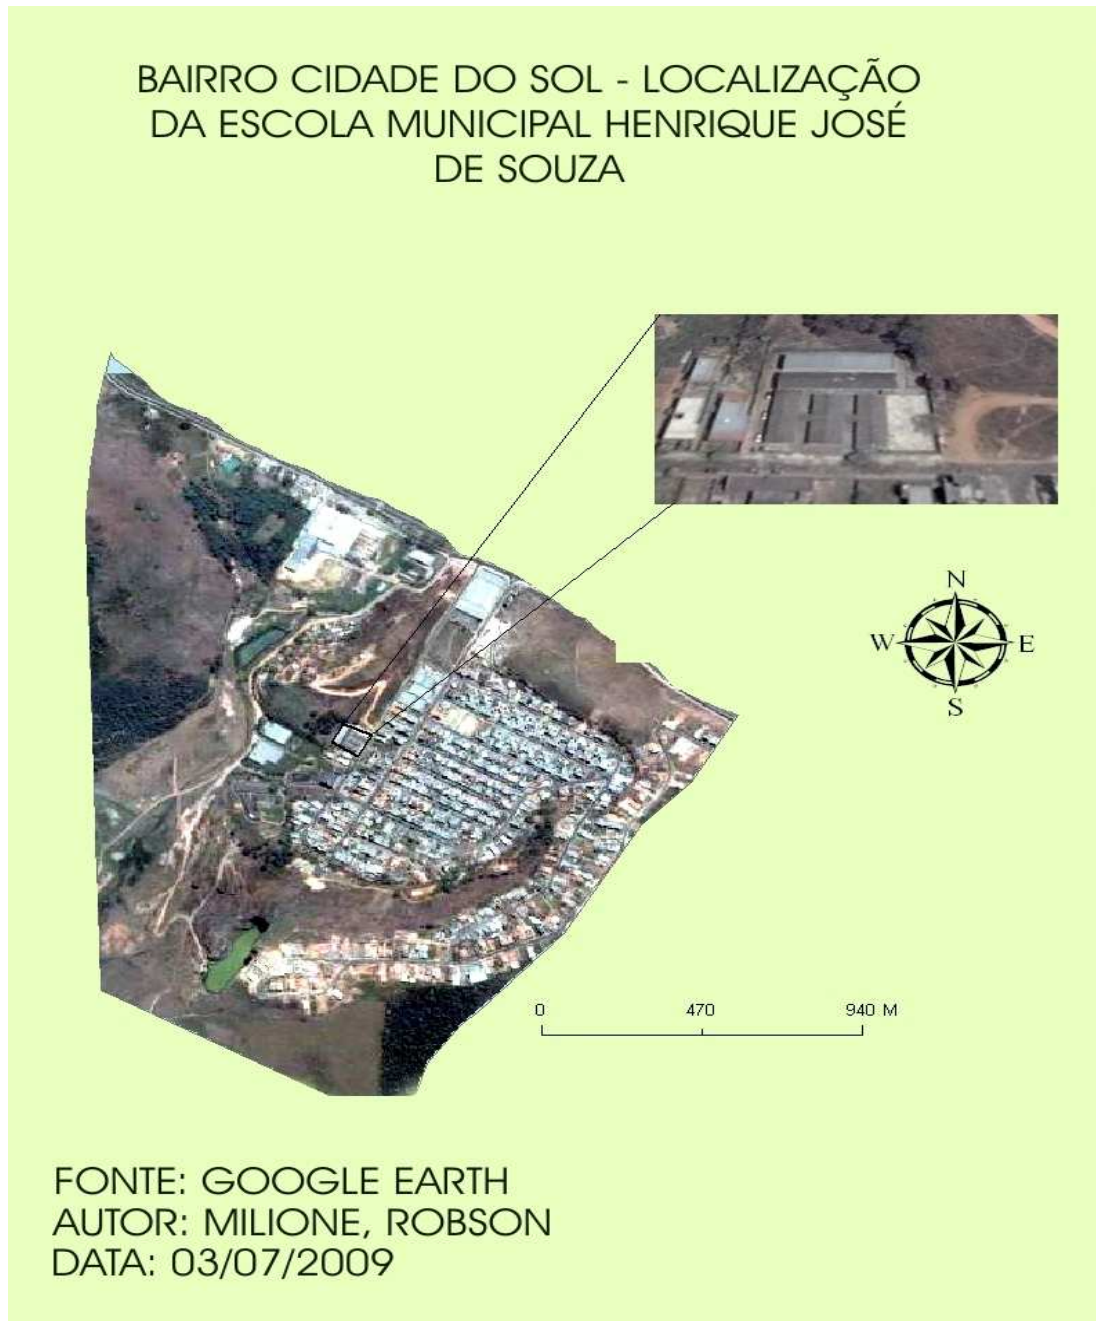 BAIRRO CIDADE DO SOL - LOCALIZAÇÃO
DA ESCOLA MUNICIPAL HENRIQUE JOSÉ
DE SOUZA
N
W E
S
0 470 940 M
FONTE: GOOGLE EARTH
AUTOR: MILIONE, ROBSON
DATA: 03/07/2009